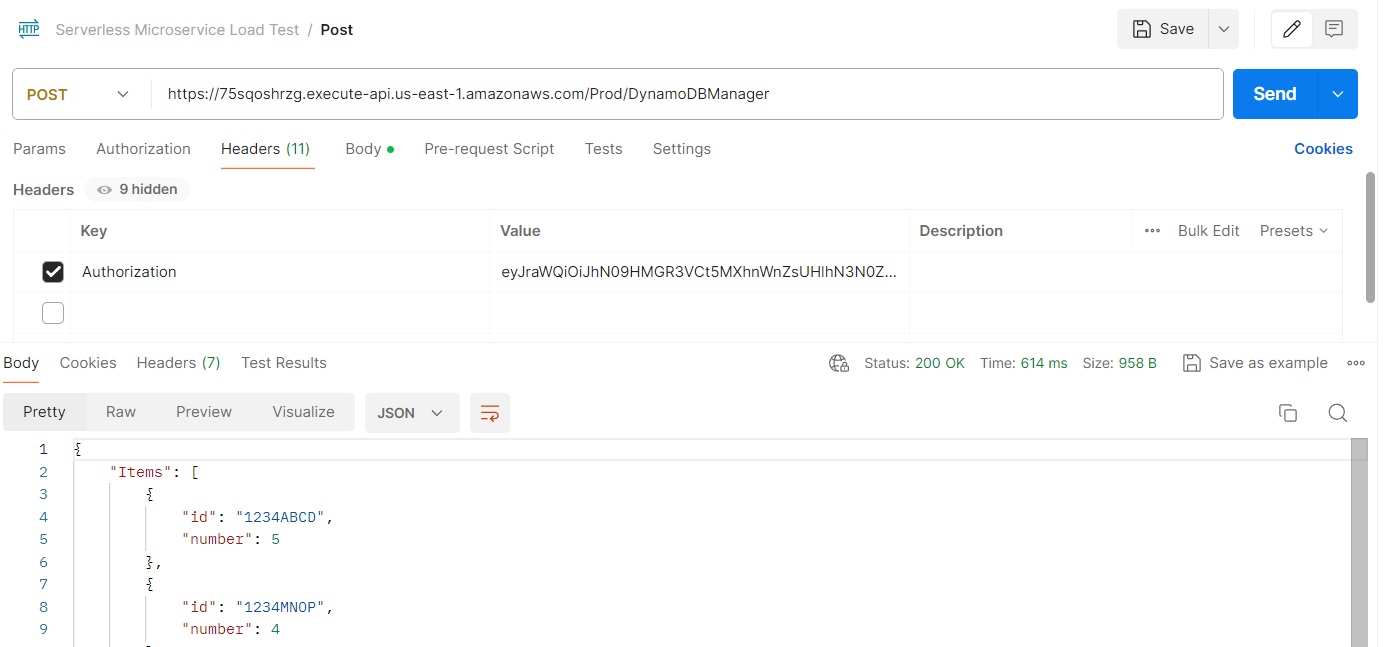 HTTP Serverless Microservice Load Test / Post Save
POST https://75sqoshrzg.execute-api.us-east-1.amazonaws.com/Prod/DynamoDBManager Send
Params Authorization Headers (11) Body Pre-request Script Tests Settings Cookies
Headers 9 hidden
Key Value Description ••• Bulk Edit Presets
Authorization eyJraWQiOiJhN09HMGR3VCt5MXhnWnZsUHlhN3N0Z...
Body Cookies Headers (7) Test Results Status: 200 OK Time: 614 ms Size: 958 B Save as example •••
Pretty Raw Preview Visualize JSON
1 {
2 "Items": [
3 {
4 "id": "1234ABCD",
5 "number": 5
6 },
7 {
8 "id": "1234MNOP",
9 "number": 4